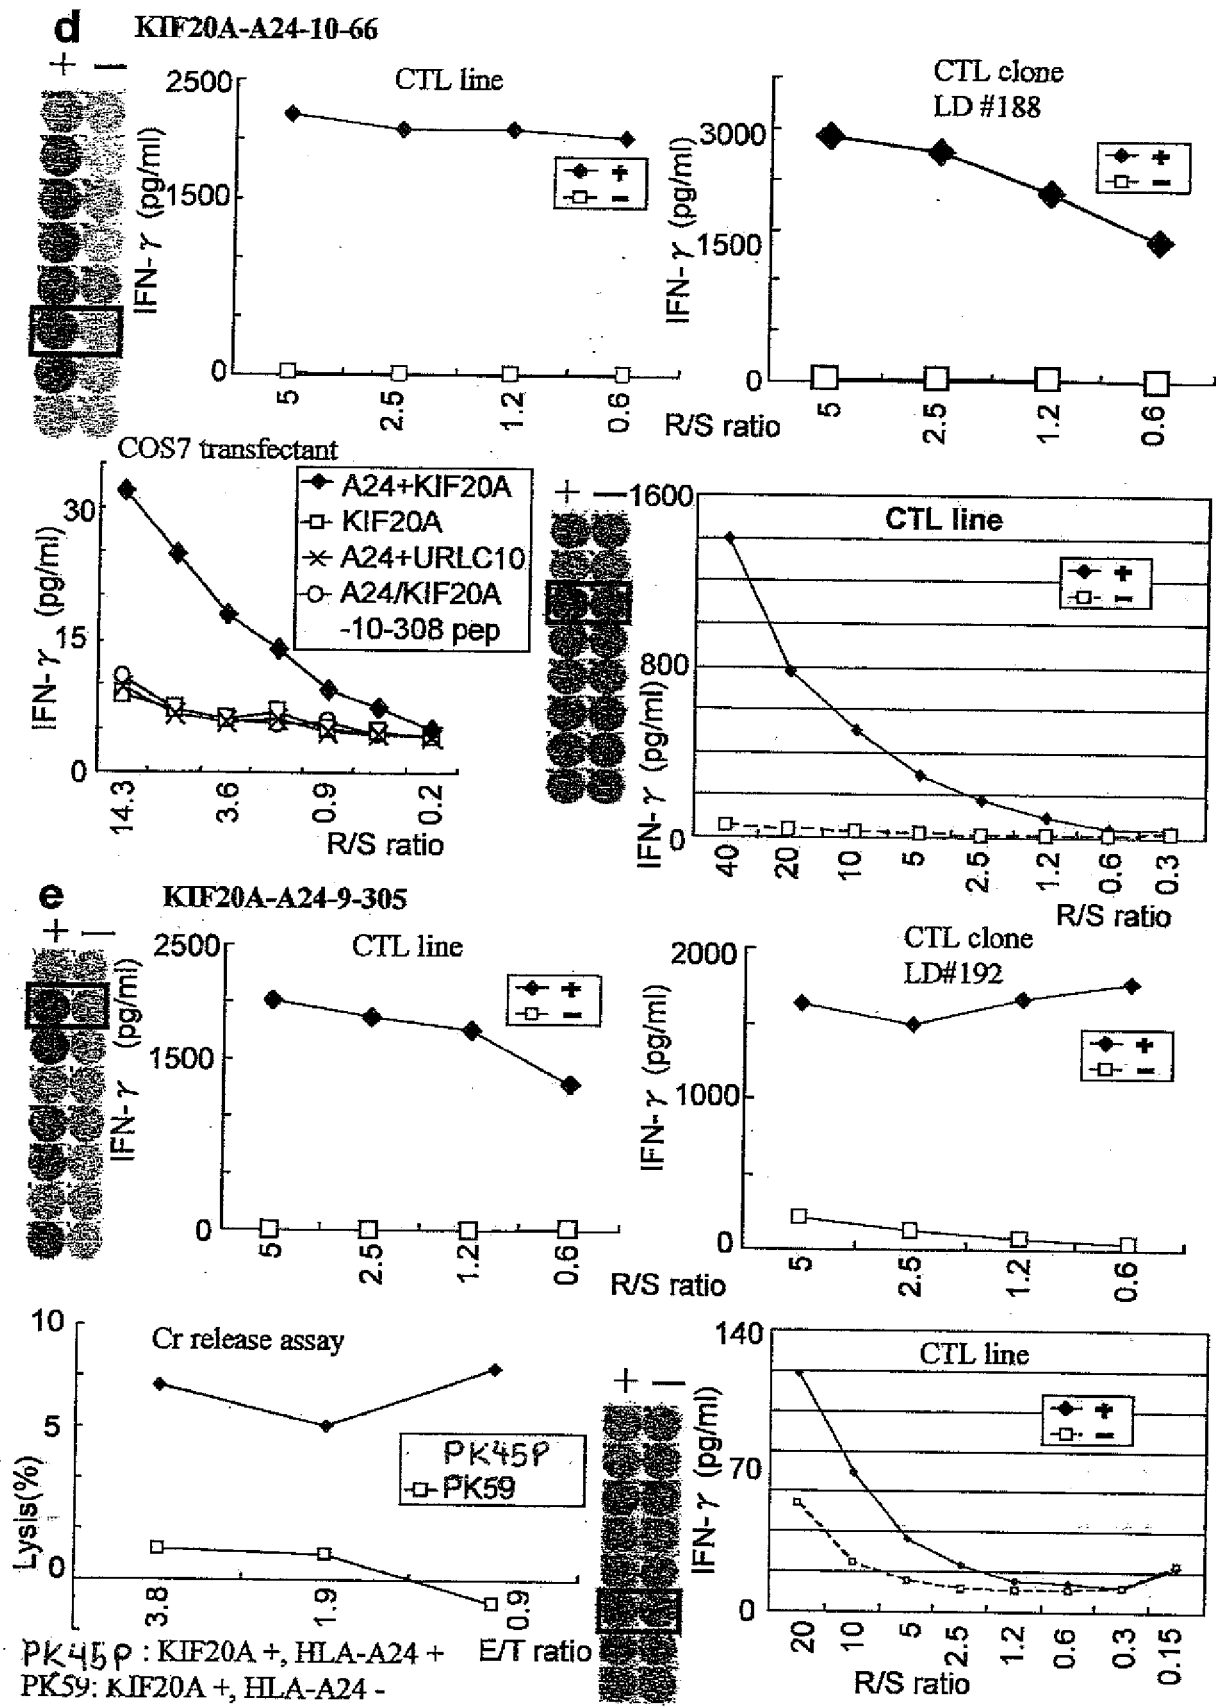 d KIF20A-A24-10-66
+ −
CTL line
2500
1500
0
IFN-γ (pg/ml)
+
−
5 2.5 1.2 0.6
R/S ratio
CTL clone
LD #188
3000
1500
0
IFN-γ (pg/ml)
+
−
5 2.5 1.2 0.6
COS7 transfectant
30
15
0
IFN-γ (pg/ml)
A24+KIF20A
KIF20A
A24+URLC10
A24/KIF20A
-10-308 pep
14.3 3.6 0.9 0.2
R/S ratio
+ −
CTL line
1600
800
0
IFN-γ (pg/ml)
+
−
40 20 10 5 2.5 1.2 0.6 0.3
R/S ratio
e KIF20A-A24-9-305
+ −
CTL line
2500
1500
0
IFN-γ (pg/ml)
+
−
5 2.5 1.2 0.6
R/S ratio
CTL clone
LD#192
2000
1000
0
IFN-γ (pg/ml)
+
−
5 2.5 1.2 0.6
Cr release assay
10
5
0
Lysis(%)
PK45P
PK59
3.8 1.9 0.9
E/T ratio
PK45P : KIF20A +, HLA-A24 +
PK59: KIF20A +, HLA-A24 -
+ −
CTL line
140
70
0
IFN-γ (pg/ml)
+
−
20 10 5 2.5 1.2 0.6 0.3 0.15
R/S ratio